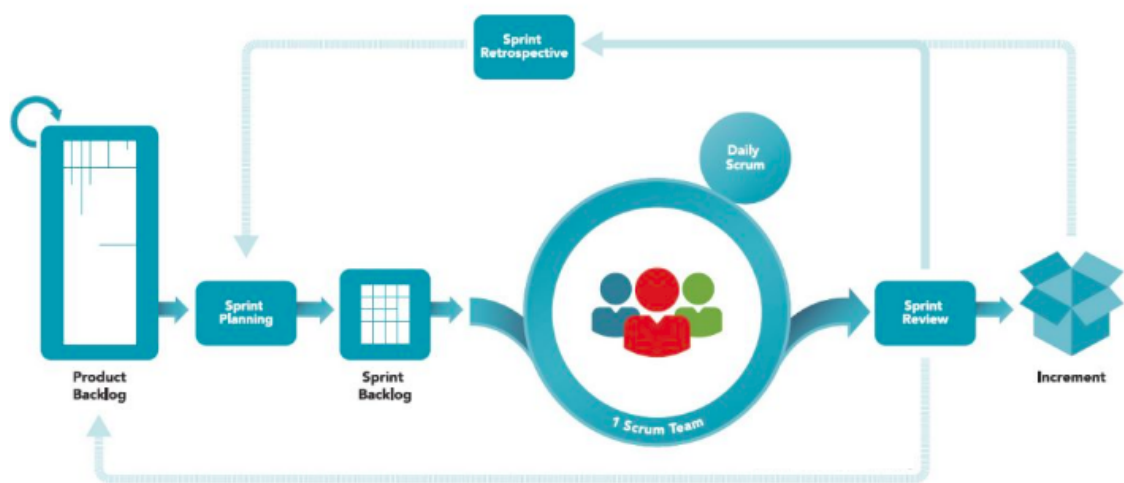 Sprint
Retrospective
Daily
Scrum
Sprint
Planning
Sprint
Review
Product
Backlog
Sprint
Backlog
1 Scrum Team
Increment